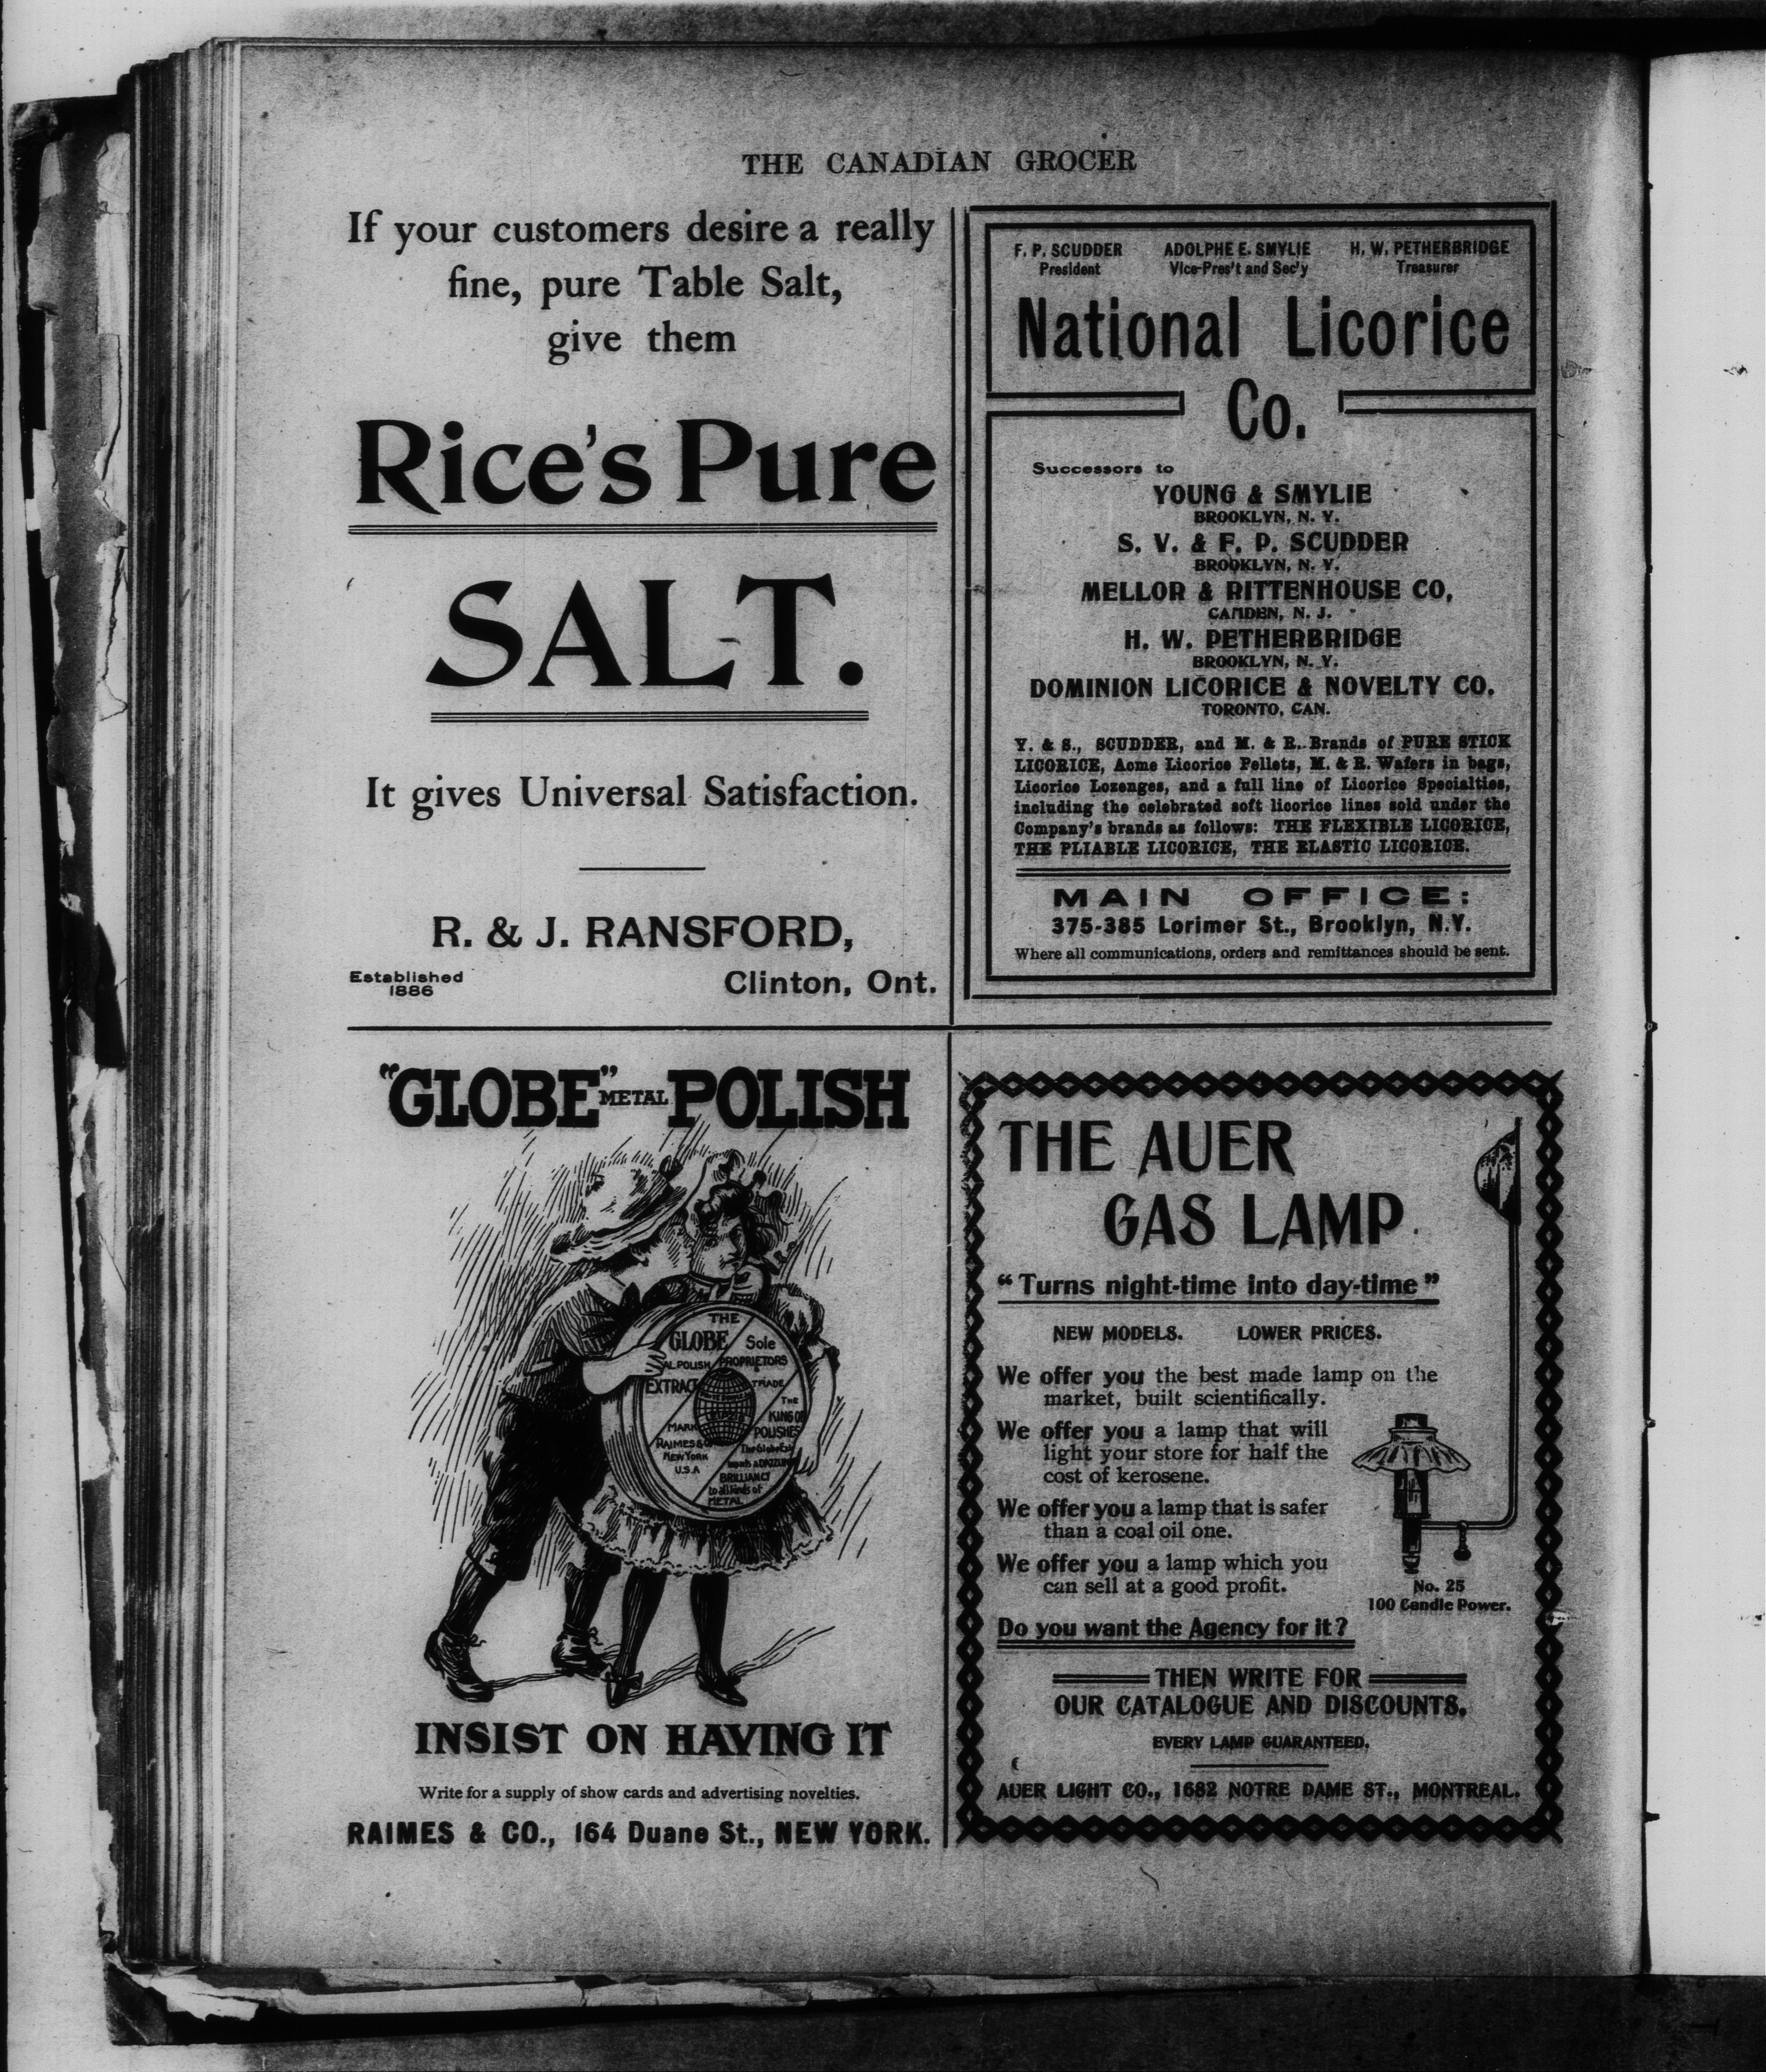 THE CANADIAN GROCER
If your customers desire a really
fine, pure Table Salt,
give them
Rice's Pure
SALT.
It gives Universal Satisfaction.
R. & J. RANSFORD,
Established
1886
Clinton, Ont.
F. P. SCUDDER ADOLPHE E. SMYLIE H. W. PETHERBRIDGE
President Vice-Pres't and Sec'y Treasurer
National Licorice
Co.
Successors to
YOUNG & SMYLIE
BROOKLYN, N. Y.
S. V. & F. P. SCUDDER
BROOKLYN, N. Y.
MELLOR & RITTENHOUSE CO,
CAMDEN, N. J.
H. W. PETHERBRIDGE
BROOKLYN, N. Y.
DOMINION LICORICE & NOVELTY CO.
TORONTO, CAN.
Y. & S., SCUDDER, and M. & R. Brands of PURE STICK
LICORICE, Acme Licorice Pellets, M. & R. Wafers in bags,
Licorice Lozenges, and a full line of Licorice Specialties,
including the celebrated soft licorice lines sold under the
Company's brands as follows: THE FLEXIBLE LICORICE,
THE PLIABLE LICORICE, THE ELASTIC LICORICE.
MAIN OFFICE:
375-385 Lorimer St., Brooklyn, N.Y.
Where all communications, orders and remittances should be sent.
"GLOBE" METAL POLISH
THE
GLOBE
AL POLISH
EXTRACT
Sole
PROPRIETORS
TRADE
MARK
RAIMES & Co
NEW YORK
U.S.A
THE
KING OF
POLISHES
The Globe Ext
BRILLIANCY
to all kinds of
METAL
INSIST ON HAVING IT
Write for a supply of show cards and advertising novelties.
RAIMES & CO., 164 Duane St., NEW YORK.
THE AUER
GAS LAMP
"Turns night-time into day-time"
NEW MODELS. LOWER PRICES.
We offer you the best made lamp on the
market, built scientifically.
We offer you a lamp that will
light your store for half the
cost of kerosene.
We offer you a lamp that is safer
than a coal oil one.
We offer you a lamp which you
can sell at a good profit.
No. 25
100 Candle Power.
Do you want the Agency for it?
THEN WRITE FOR
OUR CATALOGUE AND DISCOUNTS.
EVERY LAMP GUARANTEED.
AUER LIGHT CO., 1682 NOTRE DAME ST., MONTREAL.